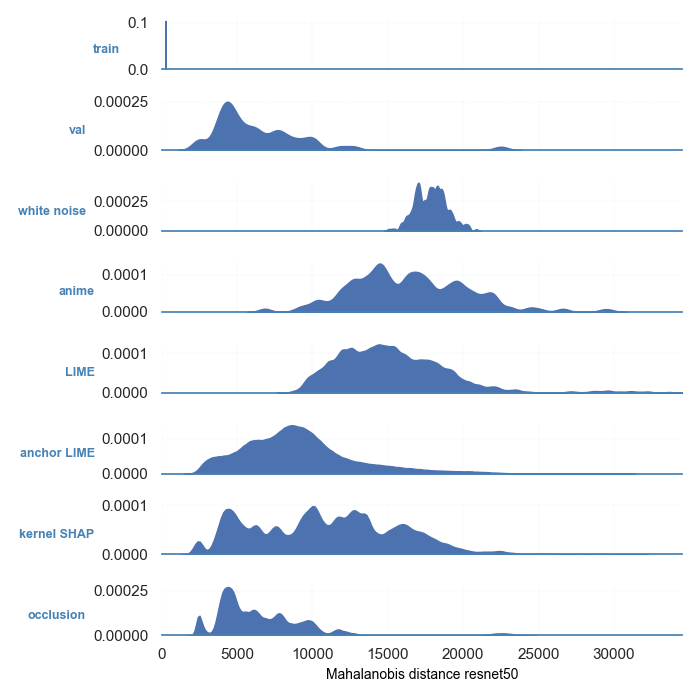 0.1
train
0.0
0.00025
val
0.00000
0.00025
white noise
0.00000
0.0001
anime
0.0000
0.0001
LIME
0.0000
0.0001
anchor LIME
0.0000
0.0001
kernel SHAP
0.0000
0.00025
occlusion
0.00000
0 5000 10000 15000 20000 25000 30000
Mahalanobis distance resnet50